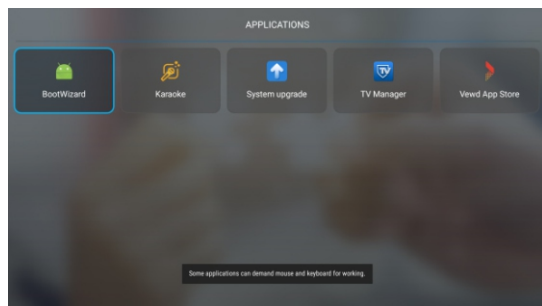 APPLICATIONS
BootWizard
Karaoke
System upgrade
TV Manager
Vewd App Store
Some applications can demand mouse and keyboard for working.